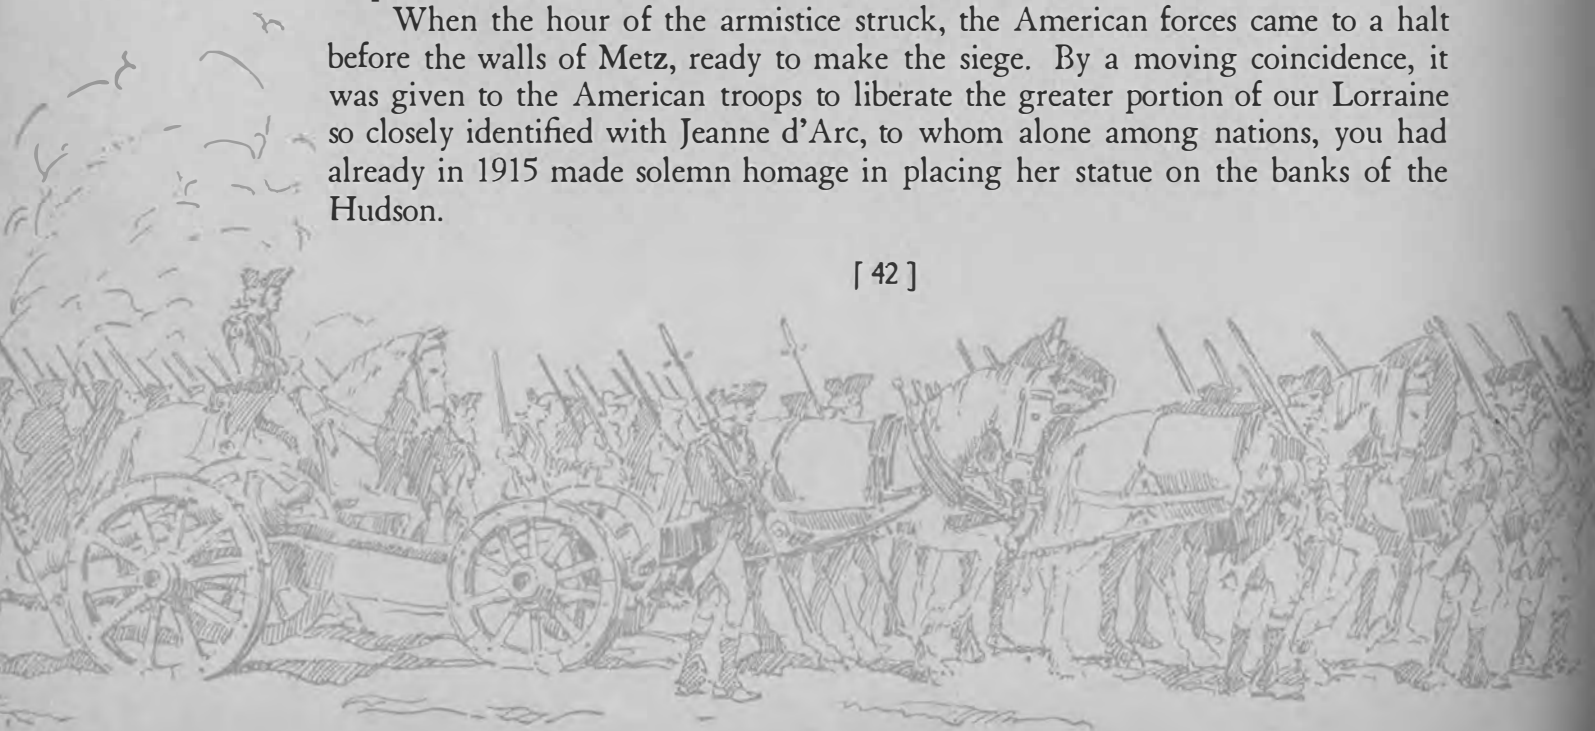 When the hour of the armistice struck, the American forces came to a halt
before the walls of Metz, ready to make the siege. By a moving coincidence, it
was given to the American troops to liberate the greater portion of our Lorraine
so closely identified with Jeanne d'Arc, to whom alone among nations, you had
already in 1915 made solemn homage in placing her statue on the banks of the
Hudson.
[ 42 ]